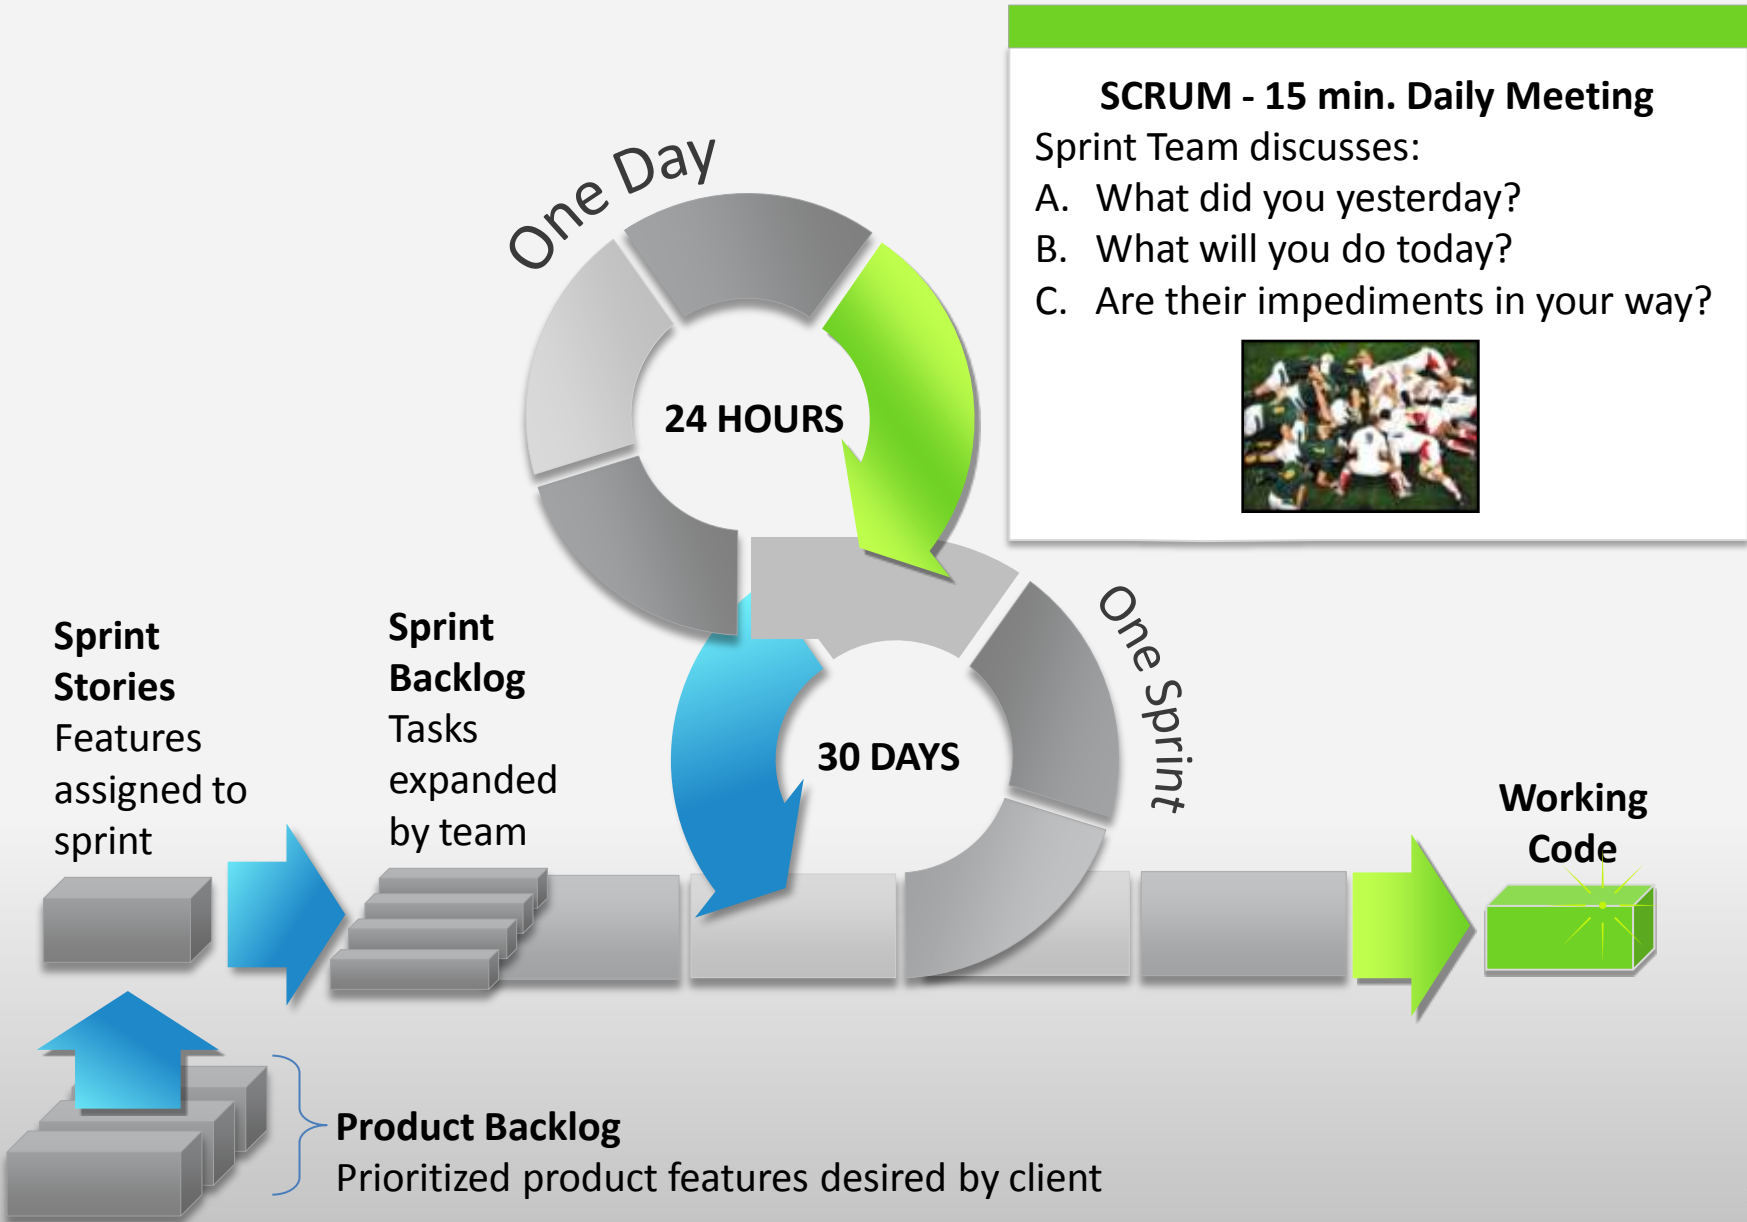 SCRUM - 15 min. Daily Meeting
Sprint Team discusses:
A. What did you yesterday?
B. What will you do today?
C. Are their impediments in your way?
One Day
24 HOURS
One Sprint
30 DAYS
Sprint
Stories
Features
assigned to
sprint
Sprint
Backlog
Tasks
expanded
by team
Working
Code
Product Backlog
Prioritized product features desired by client